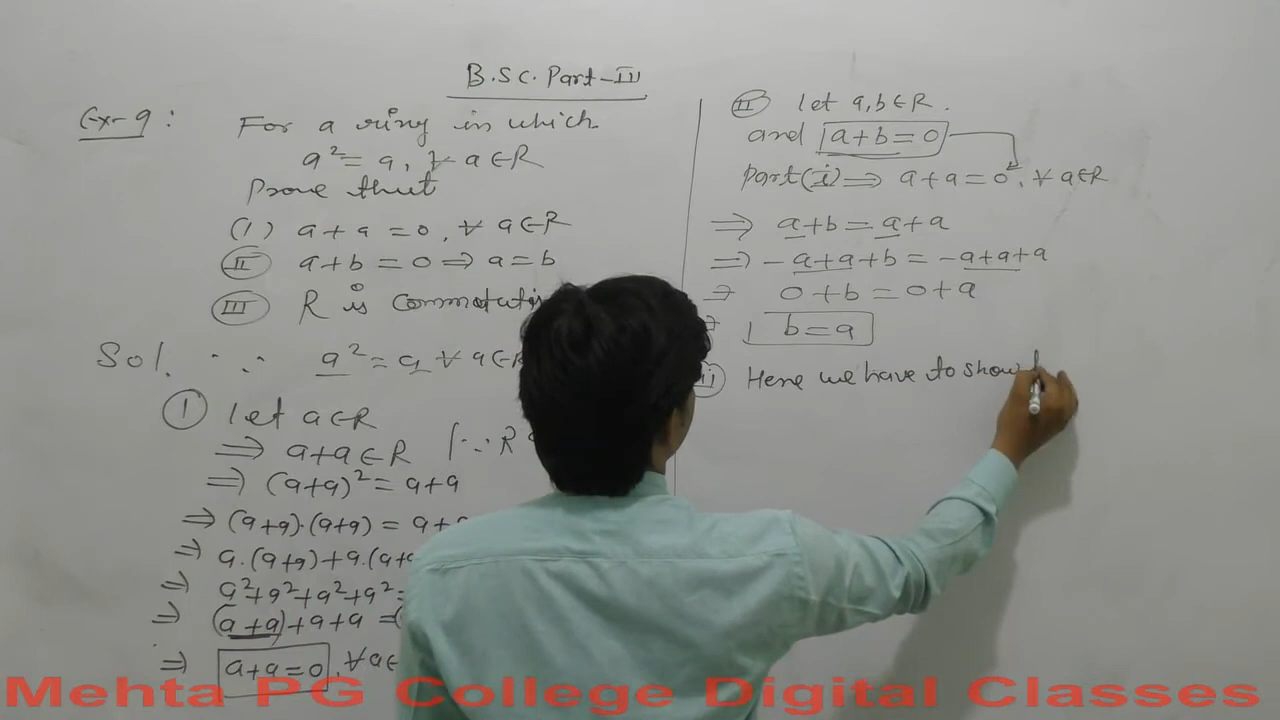 B.SC. Part-III
Ex-9: For a ring in which
a² = a, ∀ a∈R
Prove that
(1) a+a=0, ∀ a∈R
(II) a+b=0 ⇒ a=b
(III) R is Commutati
Sol. ∵ a² = a ∀ a∈R
(1) let a∈R
⇒ a+a∈R [∵ R
⇒ (a+a)² = a+a
⇒ (a+a).(a+a) = a+
⇒ a.(a+a)+a.(a+a
⇒ a²+a²+a²+a²=
⇒ (a+a)+a+a =(
⇒ a+a=0, ∀a∈
(II) let a,b∈R.
and a+b=0
Part(i) ⇒ a+a=0, ∀ a∈R
⇒ a+b=a+a
⇒ -a+a+b=-a+a+a
⇒ 0+b=0+a
⇒ b=a
Here we have to show
Mehta PG College Digital Classes